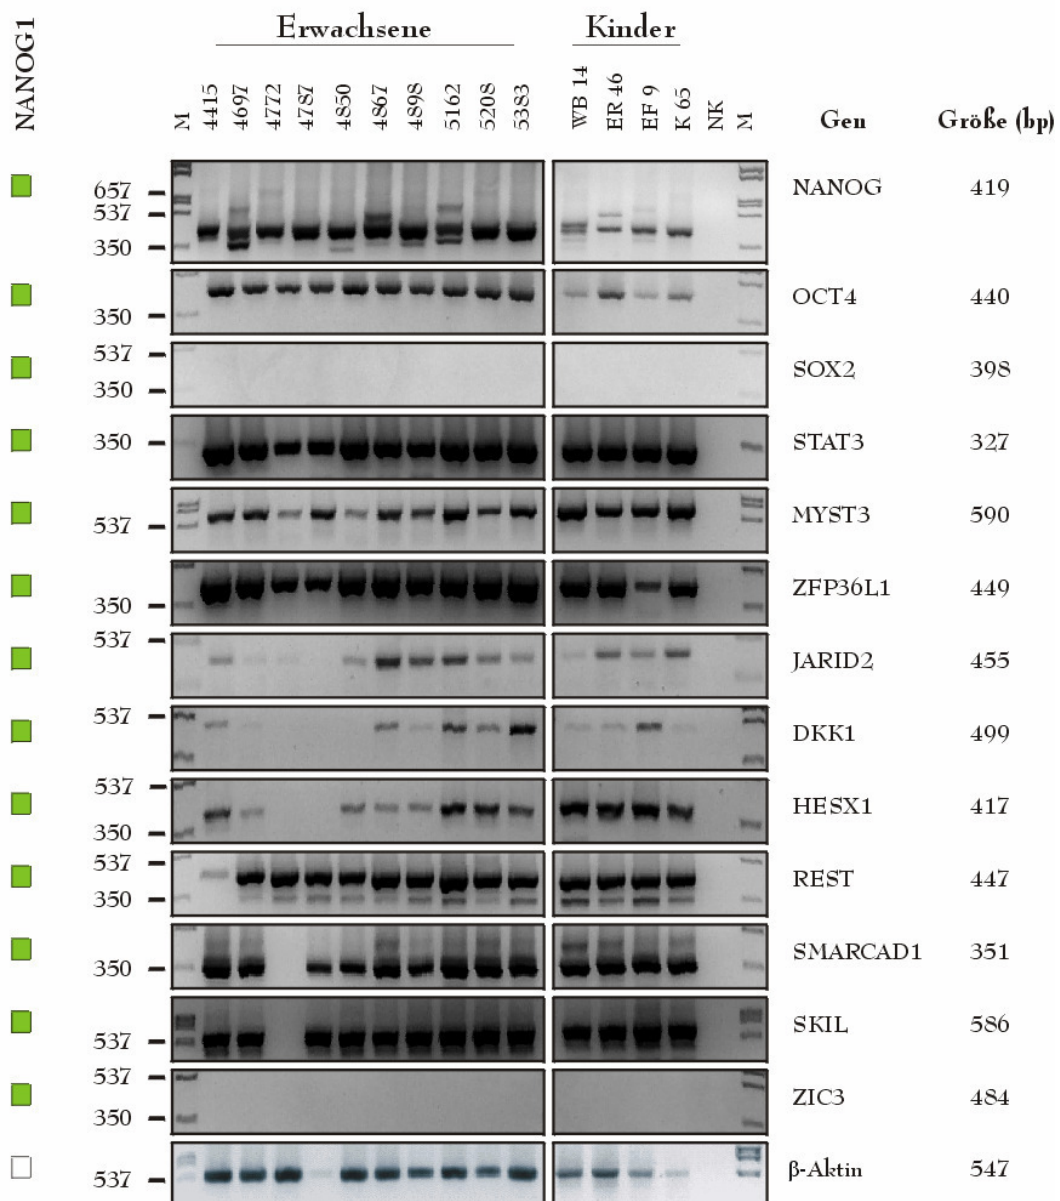 NANOG1
Erwachsene Kinder
M 4415 4697 4772 4787 4850 4867 4898 5162 5208 5383 WB 14 ER 46 EF 9 K 65 NK M Gen Größe (bp)
657
537
350
NANOG 419
350
OCT4 440
537
350
SOX2 398
350
STAT3 327
537
MYST3 590
350
ZFP36L1 449
537
JARID2 455
537
DKK1 499
537
350
HESX1 417
537
350
REST 447
350
SMARCAD1 351
537
SKIL 586
537
350
ZIC3 484
537
β-Aktin 547